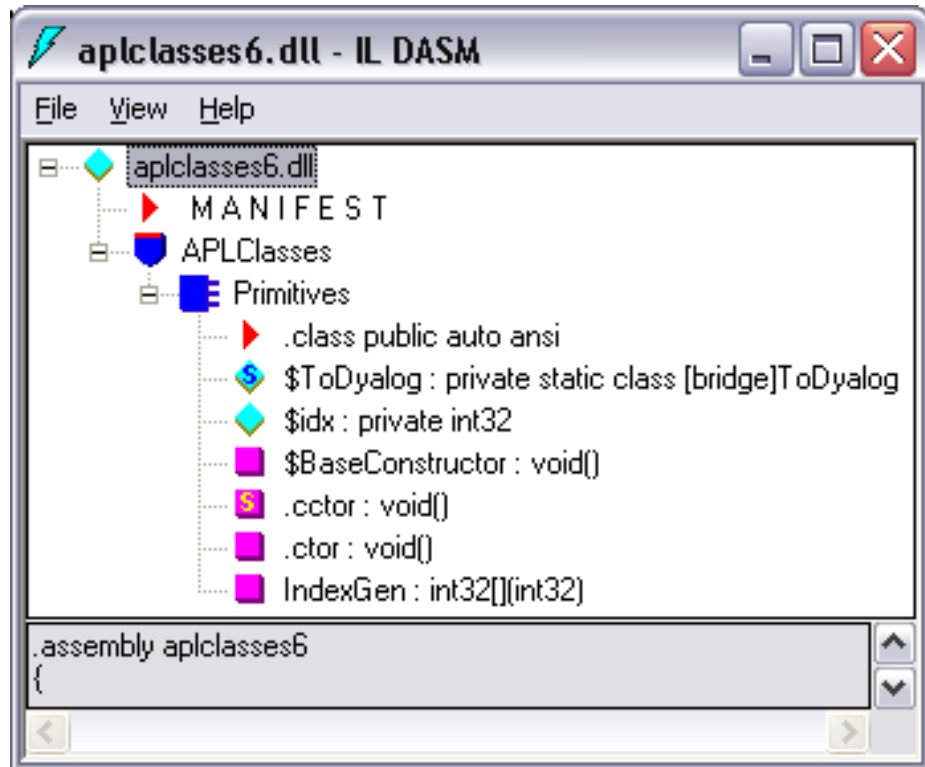 aplclasses6.dll - IL DASM
File View Help
aplclasses6.dll
M A N I F E S T
APLClasses
Primitives
.class public auto ansi
$ToDyalog : private static class [bridge]ToDyalog
$idx : private int32
$BaseConstructor : void()
.cctor : void()
.ctor : void()
IndexGen : int32[](int32)
.assembly aplclasses6
{